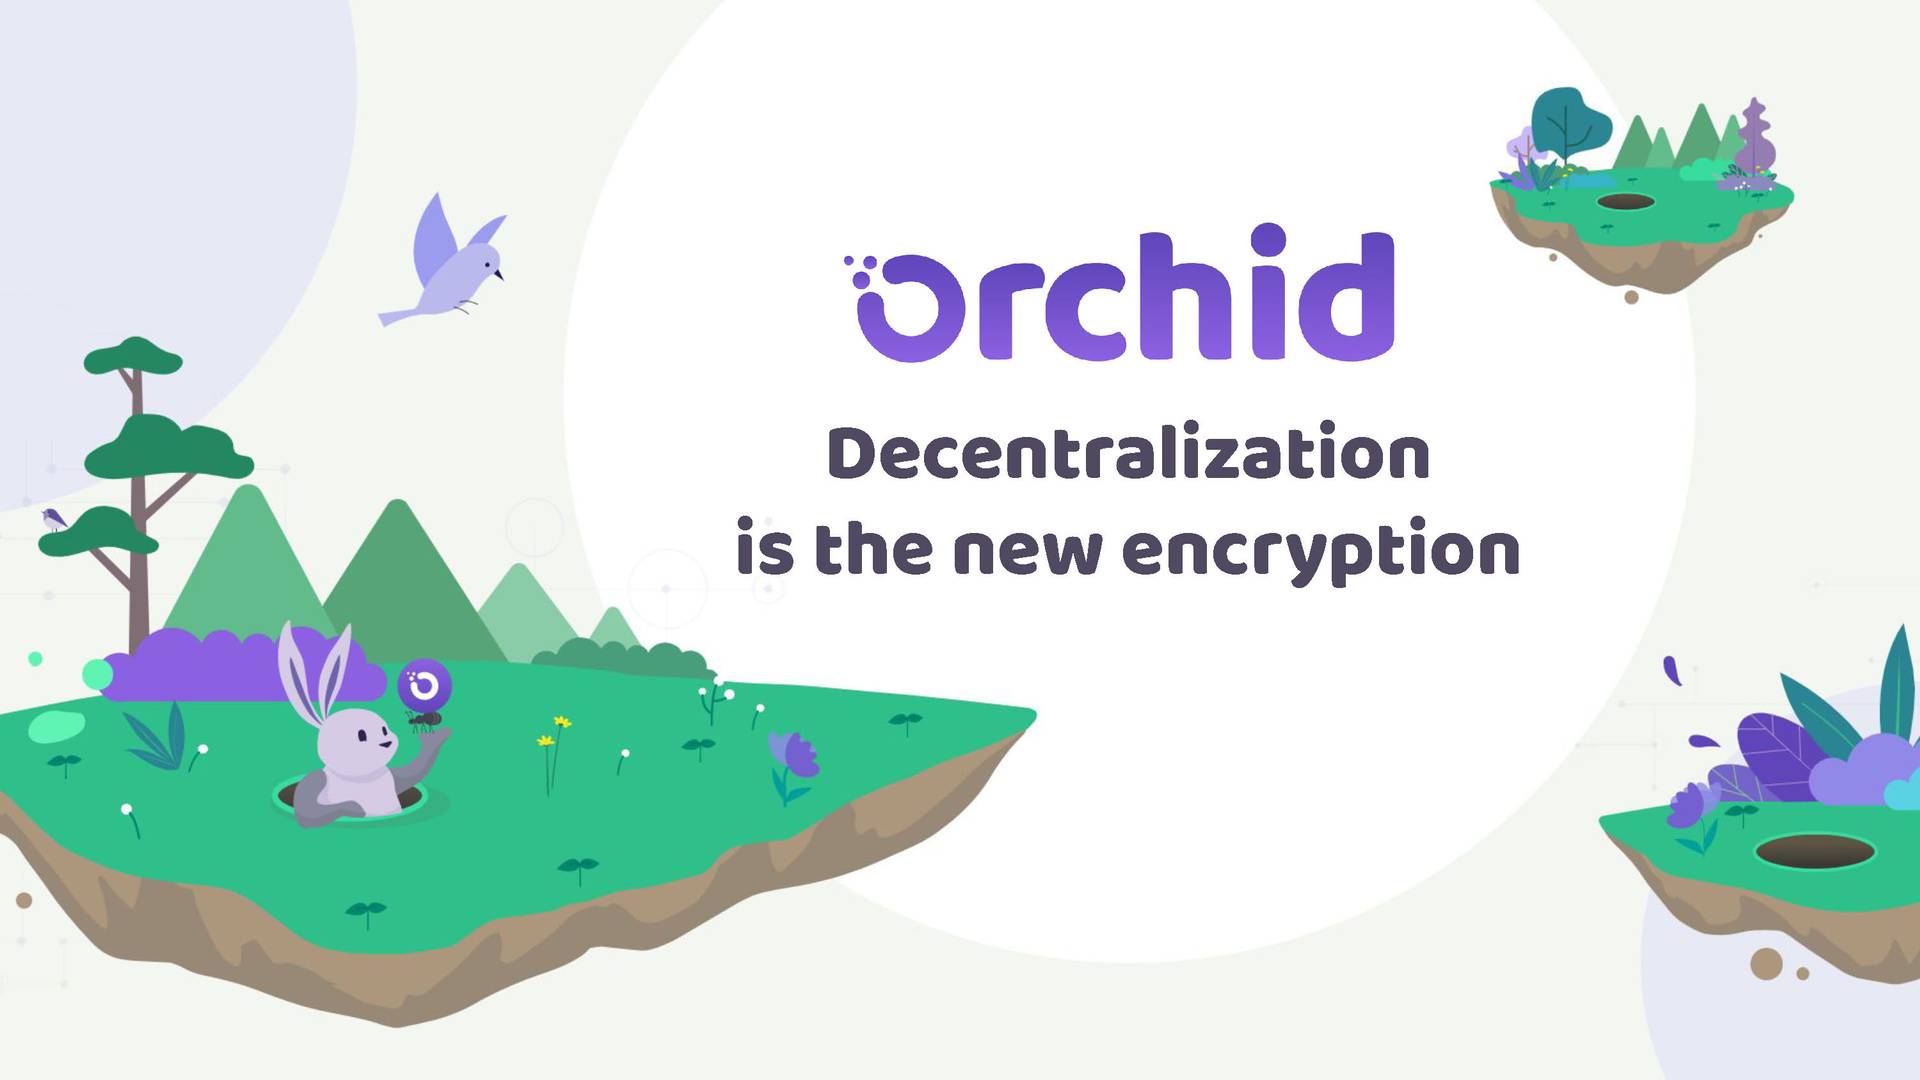 orchid
Decentralization
is the new encryption